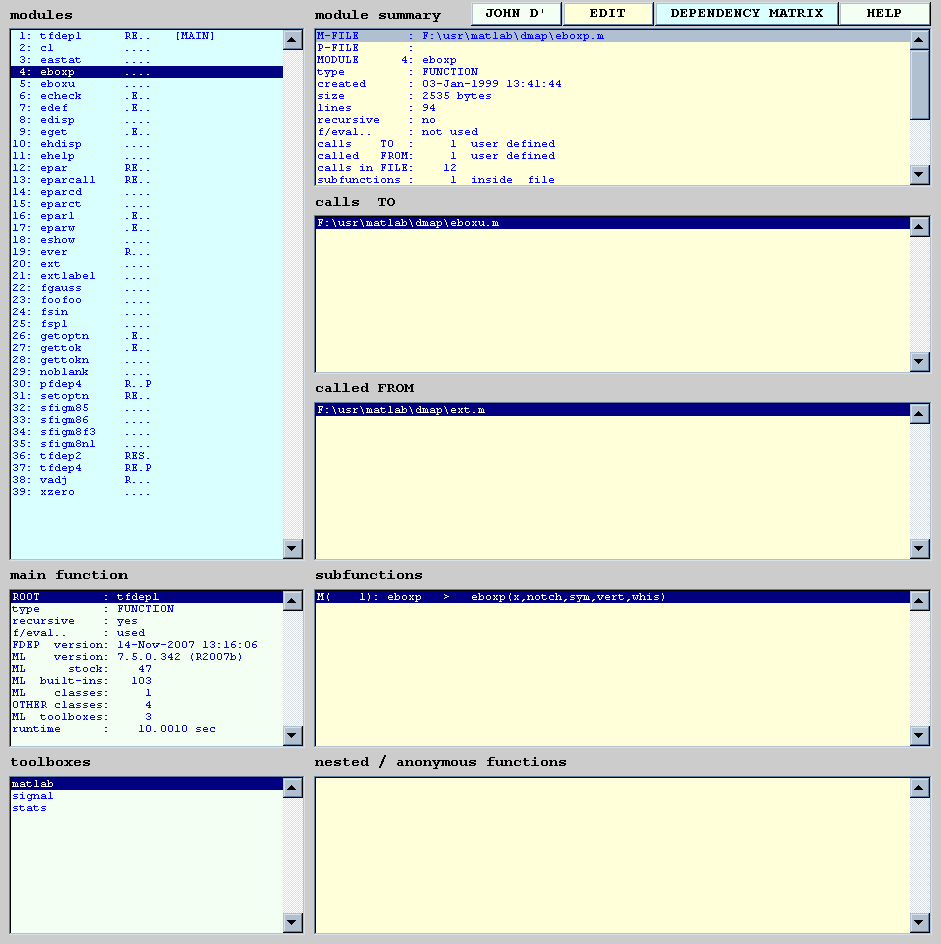 modules
1: tfdepl RE.. [MAIN]
2: cl ....
3: eastat ....
4: eboxp ....
5: eboxu ....
6: echeck .E..
7: edef .E..
8: edisp ....
9: eget .E..
10: ehdisp ....
11: ehelp ....
12: epar RE..
13: eparcall RE..
14: eparcd ....
15: eparct ....
16: eparl .E..
17: eparw .E..
18: eshow ....
19: ever R...
20: ext ....
21: extlabel ....
22: fgauss ....
23: foofoo ....
24: fsin ....
25: fspl ....
26: getoptn .E..
27: gettok .E..
28: gettokn ....
29: noblank ....
30: pfdep4 R..P
31: setoptn RE..
32: sfigm85 ....
33: sfigm86 ....
34: sfigm8f3 ....
35: sfigm8nl ....
36: tfdep2 RES.
37: tfdep4 RE.P
38: vadj R...
39: xzero ....
main function
ROOT : tfdepl
type : FUNCTION
recursive : yes
f/eval.. : used
FDEP version: 14-Nov-2007 13:16:06
ML version: 7.5.0.342 (R2007b)
ML stock: 47
ML built-ins: 103
ML classes: 1
OTHER classes: 4
ML toolboxes: 3
runtime : 10.0010 sec
toolboxes
matlab
signal
stats
module summary
JOHN D'
EDIT
DEPENDENCY MATRIX
HELP
M-FILE : F:\usr\matlab\dmap\eboxp.m
P-FILE :
MODULE 4: eboxp
type : FUNCTION
created : 03-Jan-1999 13:41:44
size : 2535 bytes
lines : 94
recursive : no
f/eval.. : not used
calls TO : 1 user defined
called FROM: 1 user defined
calls in FILE: 12
subfunctions : 1 inside file
calls TO
F:\usr\matlab\dmap\eboxu.m
called FROM
F:\usr\matlab\dmap\ext.m
subfunctions
M( 1): eboxp > eboxp(x,notch,sym,vert,whis)
nested / anonymous functions